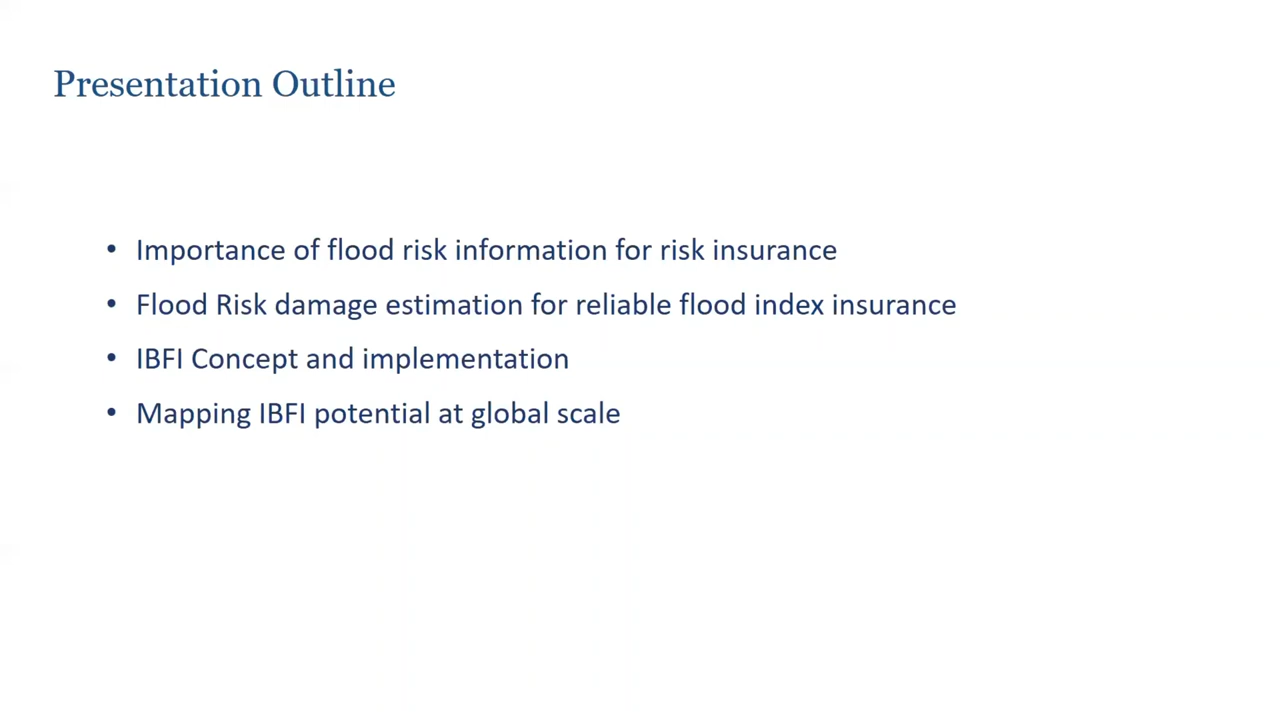 Presentation Outline
• Importance of flood risk information for risk insurance
• Flood Risk damage estimation for reliable flood index insurance
• IBFI Concept and implementation
• Mapping IBFI potential at global scale